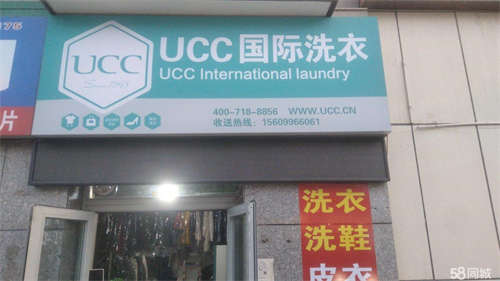 175
片
UCC
UCC国际洗衣
UCC International laundry
400-718-8856 WWW.UCC.CN
收送热线：15609966061
洗衣
洗鞋
皮衣
58同城